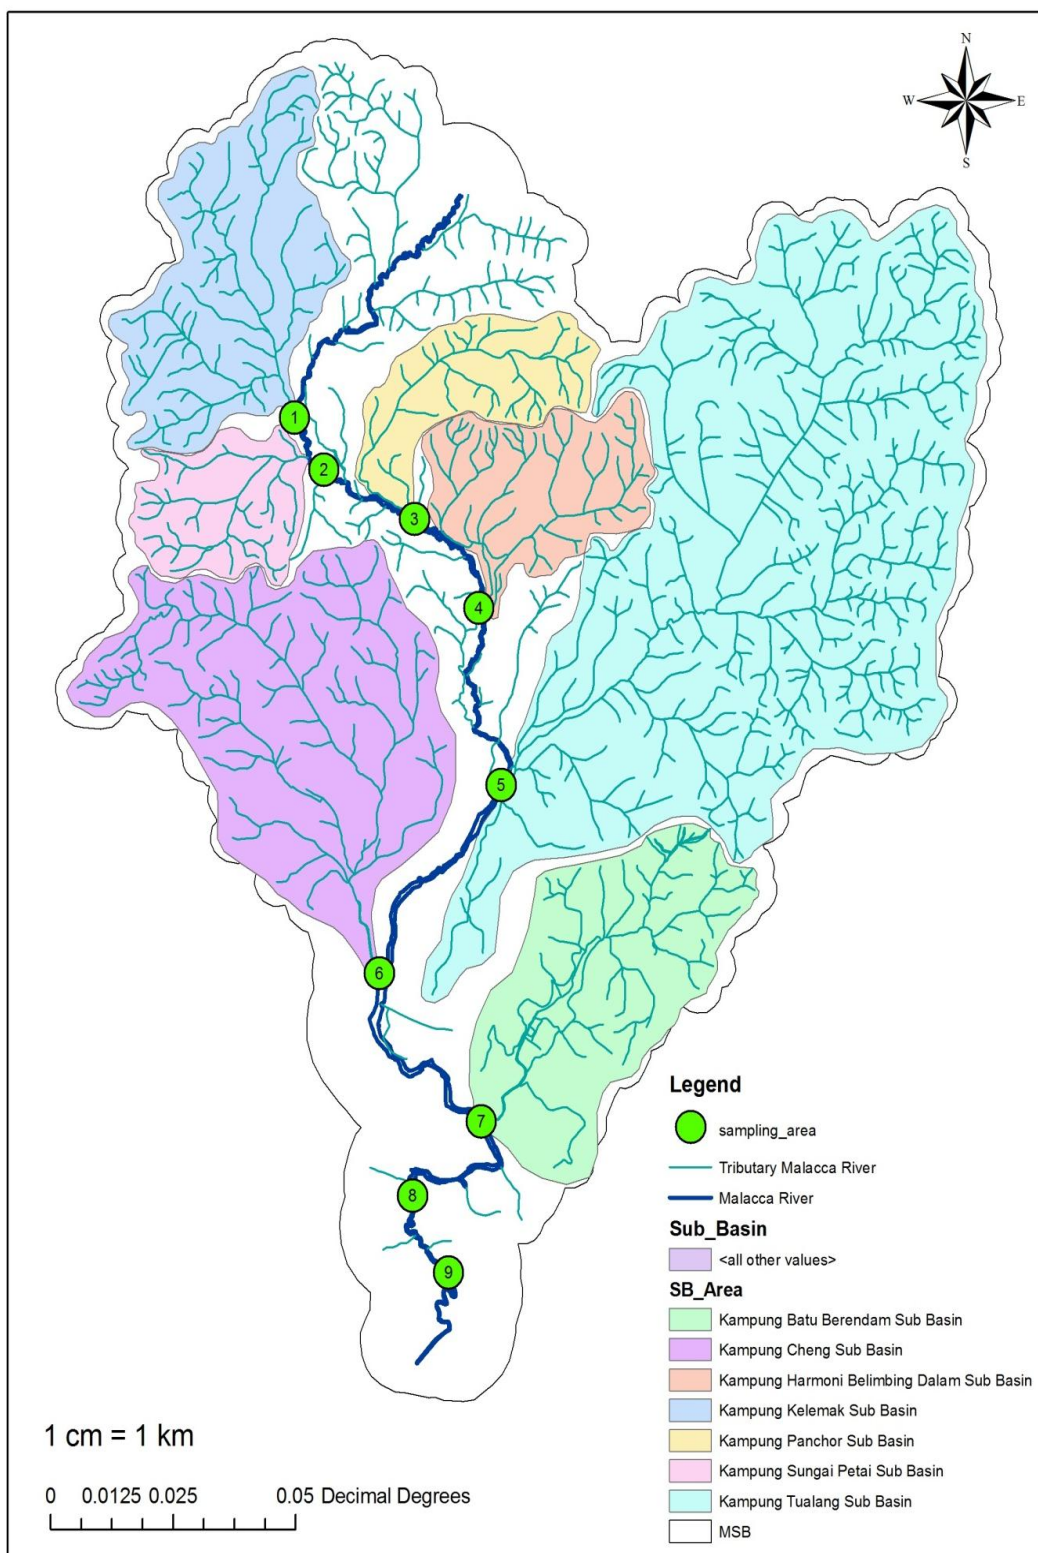 N
W E
S
1
2
3
4
5
6
7
8
9
Legend
sampling_area
Tributary Malacca River
Malacca River
Sub_Basin
<all other values>
SB_Area
Kampung Batu Berendam Sub Basin
Kampung Cheng Sub Basin
Kampung Harmoni Belimbing Dalam Sub Basin
Kampung Kelemak Sub Basin
Kampung Panchor Sub Basin
Kampung Sungai Petai Sub Basin
Kampung Tualang Sub Basin
MSB
1 cm = 1 km
0 0.0125 0.025 0.05 Decimal Degrees